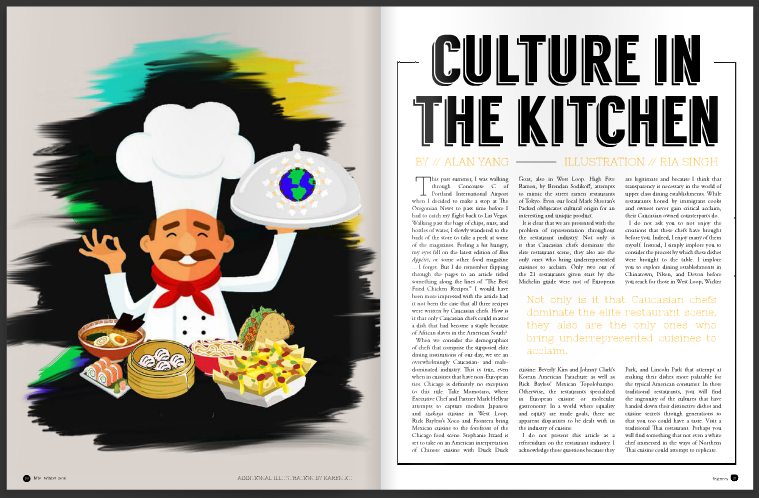 CULTURE IN
THE KITCHEN
BY // ALAN YANG
ILLUSTRATION // RIA SINGH
This past summer, I was walking
through Concourse C of
Portland International Airport
when I decided to make a stop at The
Oregonian News to pass time before I
had to catch my flight back to Las Vegas.
Walking past the bags of chips, nuts, and
bottles of water, I slowly wandered to the
back of the store to take a peek at some
of the magazines. Feeling a bit hungry,
my eyes fell on the latest edition of Bon
Appétit, or some other food magazine
... I forget. But I do remember flipping
through the pages to an article titled
something along the lines of "The Best
Fried Chicken Recipes." I would have
been more impressed with the article had
it not been the case that all three recipes
were written by Caucasian chefs. How is
it that only Caucasian chefs could master
a dish that had become a staple because
of African slaves in the American South?
When we consider the demographics
of chefs that compose the supported elite
dining institutions of our day, we see an
overwhelmingly Caucasian- and male-
dominated industry. This is true, even
when in cuisines that have non-European
ties. Chicago is definitely no exception
to this rule. Take Momotaro, where
Executive Chef and Partner Mark Hellyar
attempts to capture modern Japanese
and izakaya cuisine in West Loop.
Rick Bayless's Xoco and Frontera bring
Mexican cuisine to the forefront of the
Chicago food scene. Stephanie Izard is
set to take on an American interpretation
of Chinese cuisine with Duck Duck
Goat, also in West Loop. High Five
Ramen, by Brendan Sodikoff, attempts
to mimic the street ramen restaurants
of Tokyo. Even our local Mark Shoran's
Packed obfuscates cultural origin for an
interesting and unique product.
It is clear that we are presented with the
problem of representation throughout
the restaurant industry. Not only is
it that Caucasian chefs dominate the
elite restaurant scene, they also are the
only ones who bring underrepresented
cuisines to acclaim. Only two out of
the 21 restaurants given stars by the
Michelin guide were not of European
cuisine: Beverly Kim and Johnny Clark's
Korean American Parachute as well as
Rick Bayless' Mexican Topolobampo.
Otherwise, the restaurants specialized
in European cuisine or molecular
gastronomy. In a world where equality
and equity are made goals, there are
apparent disparities to be dealt with in
the industry of cuisine.
I do not present this article as a
referendum on the restaurant industry. I
acknowledge these questions because they
are legitimate and because I think that
transparency is necessary in the world of
upper class dining establishments. While
restaurants honed by immigrant cooks
and owners never gain critical acclaim,
their Caucasian owned counterparts do.
I do not ask you to not enjoy the
creations that these chefs have brought
before you. Indeed, I enjoy many of them
myself. Instead, I simply implore you to
consider the process by which these dishes
were brought to the table. I implore
you to explore dining establishments in
Chinatown, Pilsen, and Devon before
you reach for those in West Loop, Wicker
Park, and Lincoln Park that attempt at
making their dishes more palatable for
the typical American consumer. In those
traditional restaurants, you will find
the ingenuity of the cultures that have
handed down their distinctive dishes and
cuisine secrets through generations so
that you too could have a taste. Visit a
traditional Thai restaurant. Perhaps you
will find something that not even a white
chef immersed in the ways of Northern
Thai cuisine could attempt to replicate.
Not only is it that Caucasian chefs
dominate the elite restaurant scene,
they also are the only ones who
bring underrepresented cuisines to
acclaim.
ADDITIONAL ILLUSTRATION BY KAREN